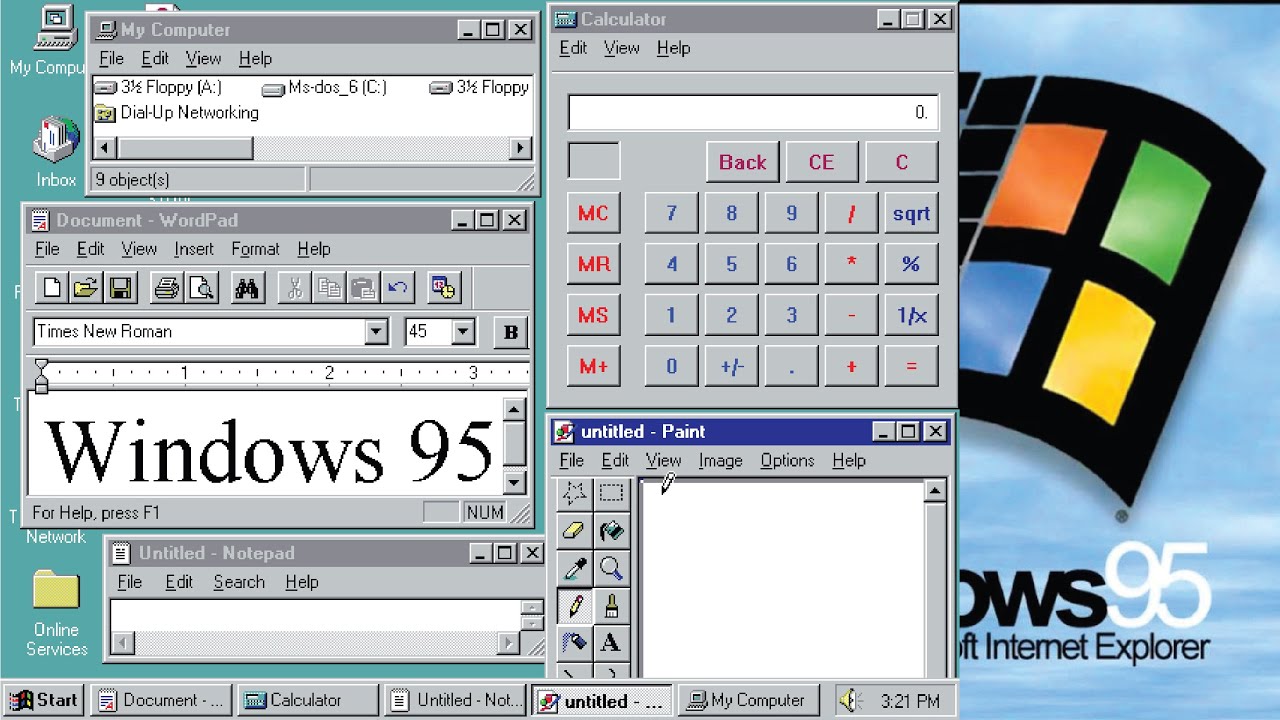 My Compu
Inbox
Network
Online
Services
My Computer
File Edit View Help
3½ Floppy (A:) Ms-dos_6 (C:) 3½ Floppy
Dial-Up Networking
9 object(s)
Document - WordPad
File Edit View Insert Format Help
Times New Roman 45 B
1 2 3
Windows 95
For Help, press F1 NUM
Untitled - Notepad
File Edit Search Help
Calculator
Edit View Help
0.
Back CE C
MC 7 8 9 / sqrt
MR 4 5 6 * %
MS 1 2 3 - 1/x
M+ 0 +/- . + =
untitled - Paint
File Edit View Image Options Help
A
ows95
ft Internet Explorer
Start Document - ... Calculator Untitled - Not... untitled - ... My Computer 3:21 PM